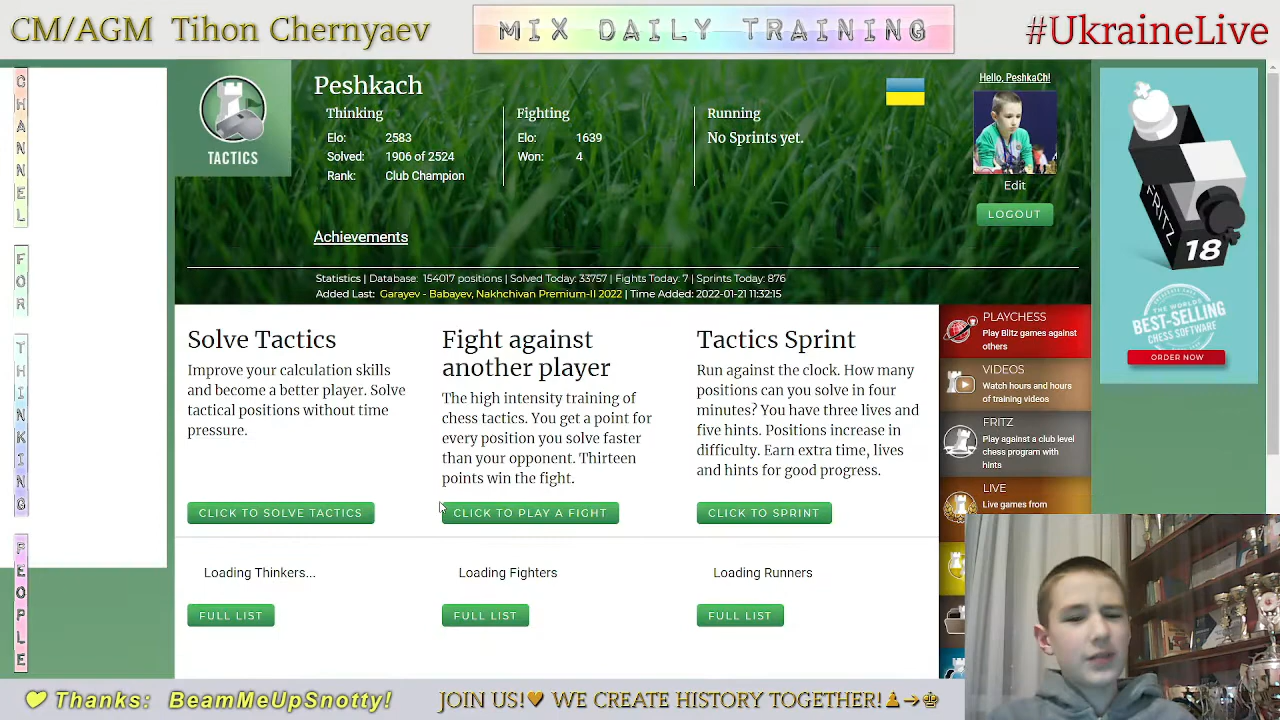 CM/AGM Tihon Chernyaev
MIX DAILY TRAINING
#UkraineLive
CHANNEL FOR THINKING PEOPLE
TACTICS
Peshkach
Thinking
Elo: 2583
Solved: 1906 of 2524
Rank: Club Champion
Fighting
Elo: 1639
Won: 4
Running
No Sprints yet.
Hello, PeshkaCh!
Edit
LOGOUT
Achievements
Statistics | Database: 154017 positions | Solved Today: 33757 | Fights Today: 7 | Sprints Today: 876
Added Last: Garayev - Babayev, Nakhchivan Premium-II 2022 | Time Added: 2022-01-21 11:32:15
Solve Tactics
Improve your calculation skills
and become a better player. Solve
tactical positions without time
pressure.
CLICK TO SOLVE TACTICS
Fight against
another player
The high intensity training of
chess tactics. You get a point for
every position you solve faster
than your opponent. Thirteen
points win the fight.
CLICK TO PLAY A FIGHT
Tactics Sprint
Run against the clock. How many
positions can you solve in four
minutes? You have three lives and
five hints. Positions increase in
difficulty. Earn extra time, lives
and hints for good progress.
CLICK TO SPRINT
Loading Thinkers...
FULL LIST
Loading Fighters
FULL LIST
Loading Runners
FULL LIST
PLAYCHESS
Play Blitz games against
others
VIDEOS
Watch hours and hours
of training videos
FRITZ
Play against a club level
chess program with
hints
LIVE
Live games from
FRITZ
18
THE WORLDS
BEST-SELLING
CHESS SOFTWARE
ORDER NOW
Thanks: BeamMeUpSnotty!
JOIN US!🧡 WE CREATE HISTORY TOGETHER!♟→♚